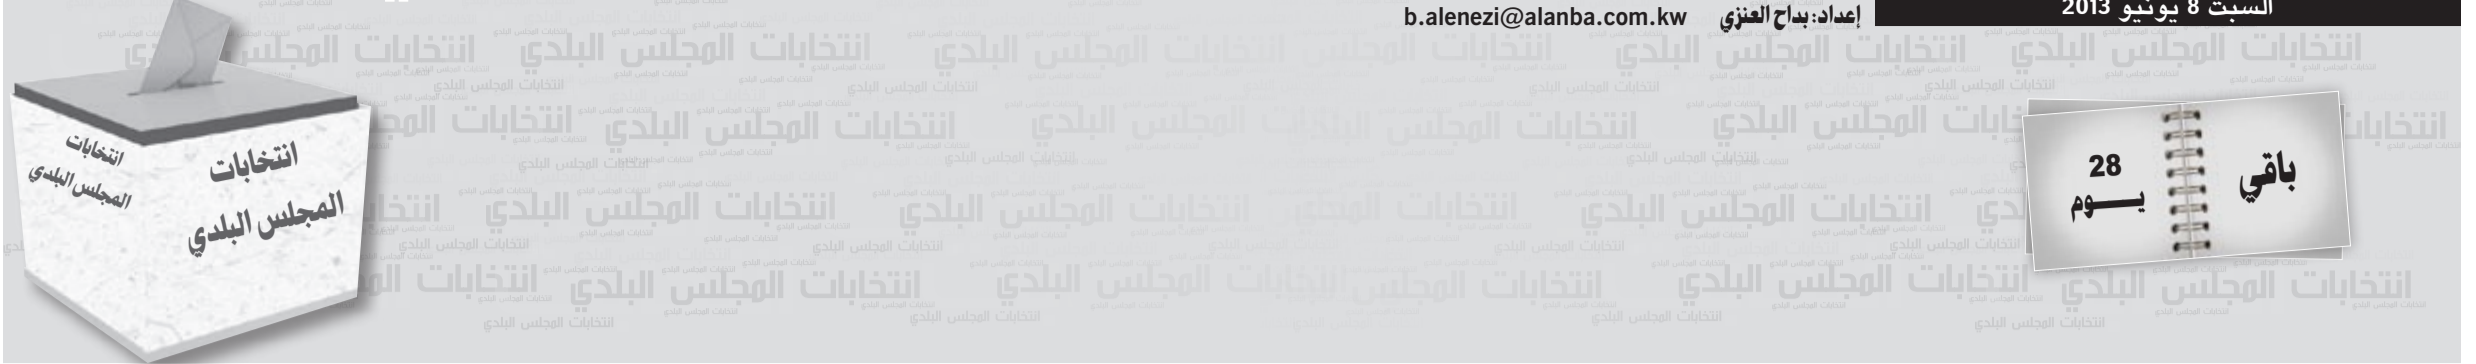 السبت 8 يونيو 2013
إعداد: بداح العنزي b.alenezi@alanba.com.kw
باقي
28
يـــوم
انتخابات
المجلس البلدي
انتخابات
المجلس البلدي
انتخابات المجلس البلدي